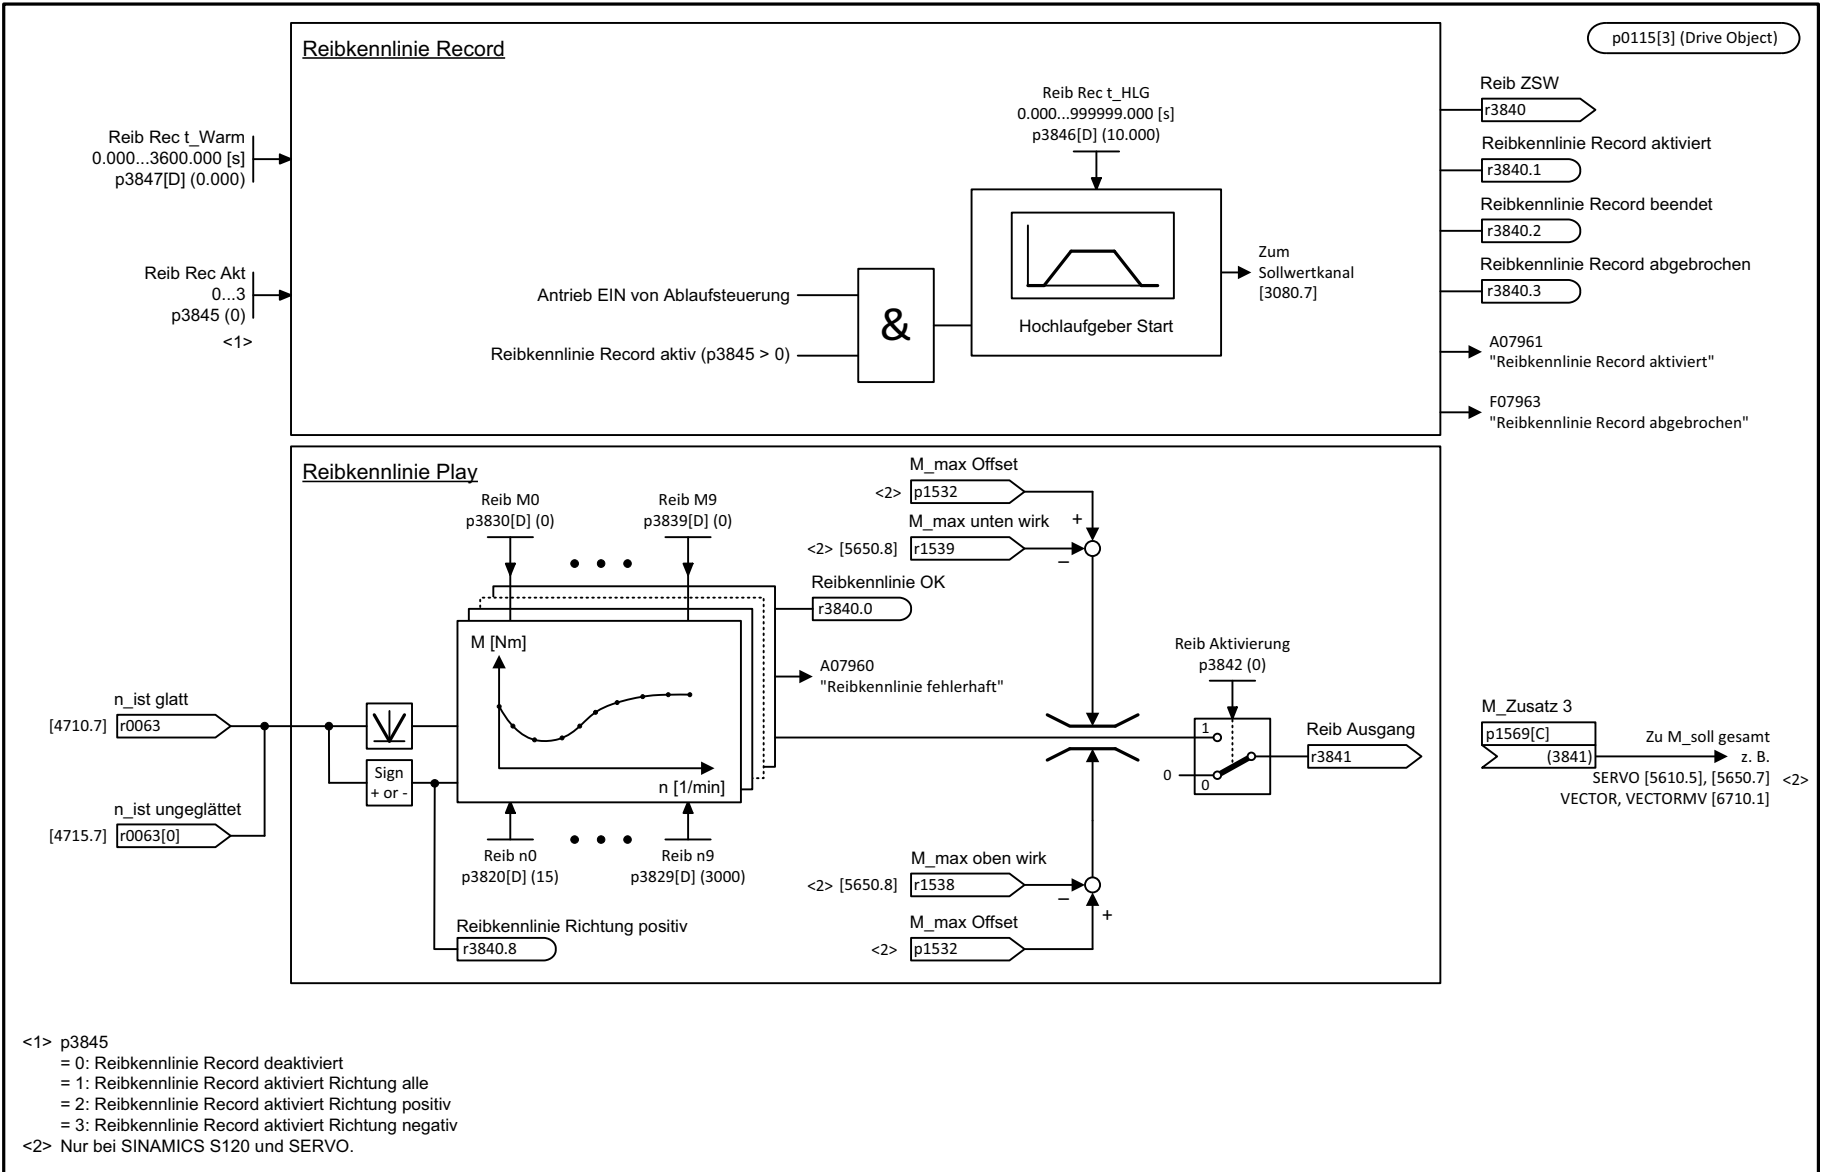 p0115[3] (Drive Object)
Reibkennlinie Record
Reib Rec t_Warm
0.000...3600.000 [s]
p3847[D] (0.000)
Reib Rec Akt
0...3
p3845 (0)
<1>
Reib Rec t_HLG
0.000...999999.000 [s]
p3846[D] (10.000)
Antrieb EIN von Ablaufsteuerung
Reibkennlinie Record aktiv (p3845 > 0)
&
Hochlaufgeber Start
Zum
Sollwertkanal
[3080.7]
Reib ZSW
r3840
Reibkennlinie Record aktiviert
r3840.1
Reibkennlinie Record beendet
r3840.2
Reibkennlinie Record abgebrochen
r3840.3
A07961
"Reibkennlinie Record aktiviert"
F07963
"Reibkennlinie Record abgebrochen"
Reibkennlinie Play
Reib M0
p3830[D] (0)
Reib M9
p3839[D] (0)
M_max Offset
<2> p1532
+
M_max unten wirk
<2> [5650.8] r1539
–
Reibkennlinie OK
r3840.0
M [Nm]
n [1/min]
A07960
"Reibkennlinie fehlerhaft"
n_ist glatt
[4710.7] r0063
Sign
+ or -
n_ist ungeglättet
[4715.7] r0063[0]
Reib n0
p3820[D] (15)
Reib n9
p3829[D] (3000)
Reibkennlinie Richtung positiv
r3840.8
M_max oben wirk
<2> [5650.8] r1538
–
+
M_max Offset
<2> p1532
Reib Aktivierung
p3842 (0)
1
0
0
Reib Ausgang
r3841
M_Zusatz 3
p1569[C]
(3841)
Zu M_soll gesamt
z. B.
SERVO [5610.5], [5650.7] <2>
VECTOR, VECTORMV [6710.1]
<1> p3845
= 0: Reibkennlinie Record deaktiviert
= 1: Reibkennlinie Record aktiviert Richtung alle
= 2: Reibkennlinie Record aktiviert Richtung positiv
= 3: Reibkennlinie Record aktiviert Richtung negativ
<2> Nur bei SINAMICS S120 und SERVO.